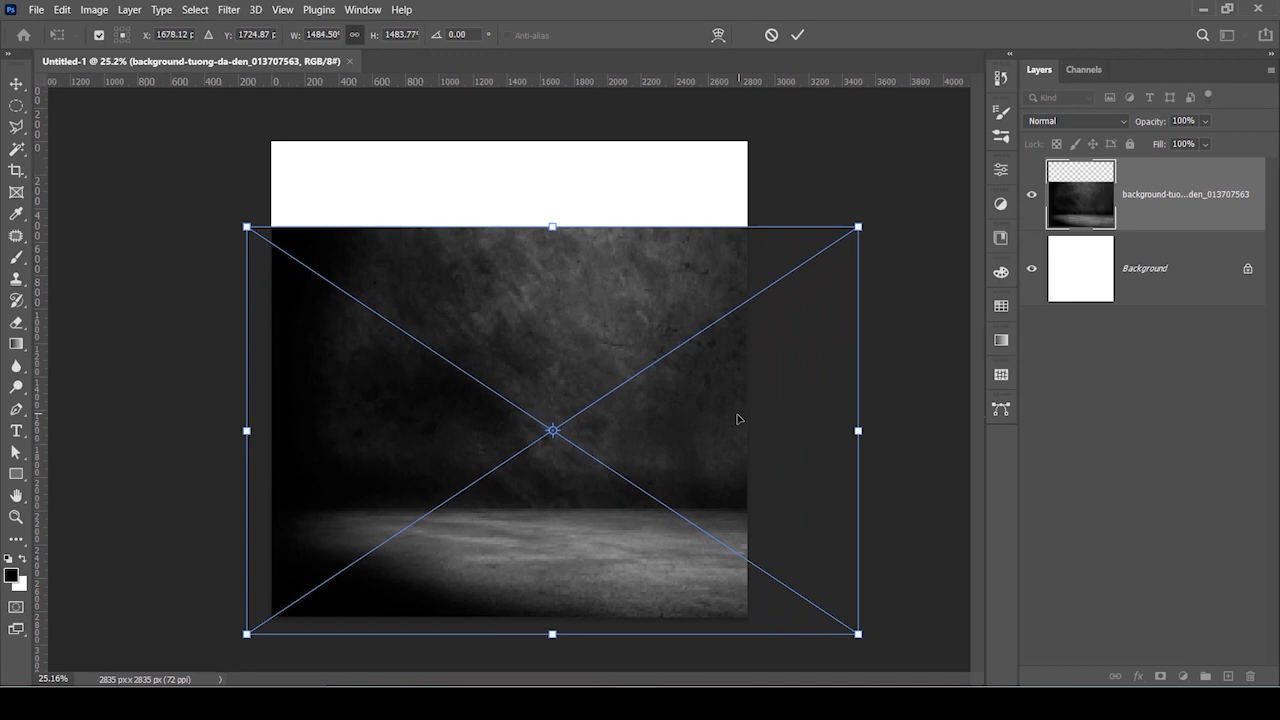 Ps File Edit Image Layer Type Select Filter 3D View Plugins Window Help
X: 1678.12 p Y: 1724.87 p W: 1484.50° H: 1483.77° 0.00 ° Anti-alias
Untitled-1 @ 25.2% (background-tuong-da-den_013707563, RGB/8#) ×
1200 1000 800 600 400 200 0 200 400 600 800 1000 1200 1400 1600 1800 2000 2200 2400 2600 2800 3000 3200 3400 3600 3800 4000
Layers Channels
Kind
Normal Opacity: 100%
Lock: Fill: 100%
background-tuo...den_013707563
Background
25.16% 2835 px x 2835 px (72 ppi)